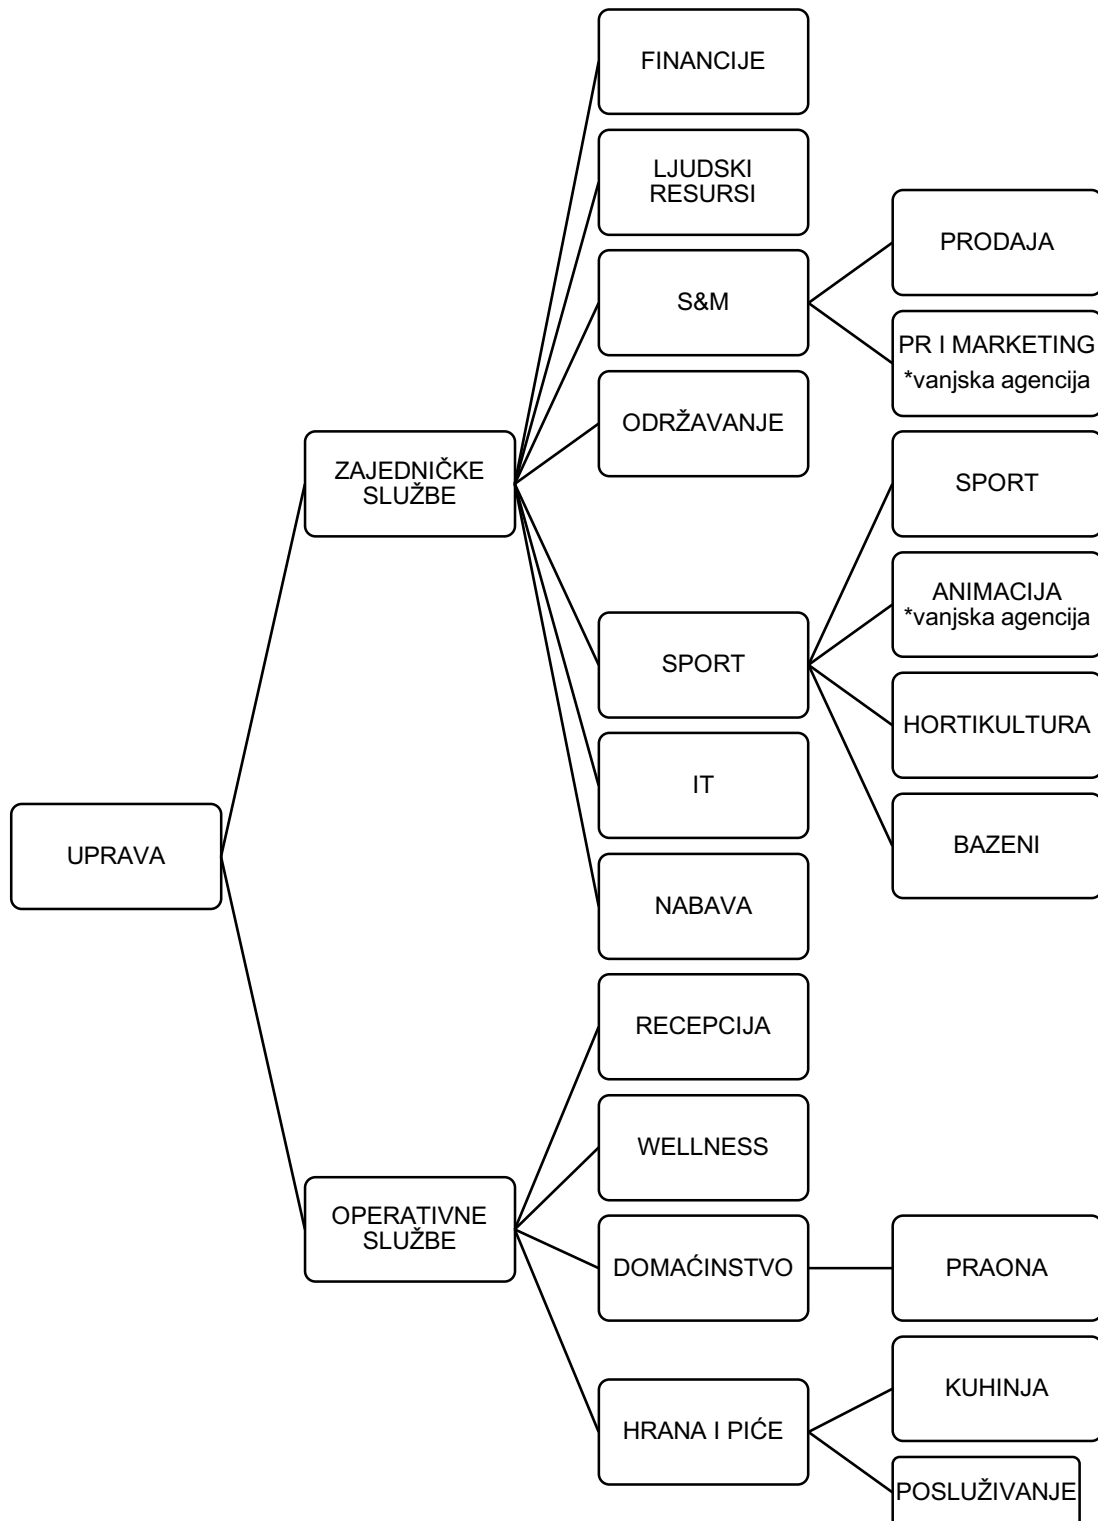 FINANCIJE
LJUDSKI
RESURSI
S&M
PRODAJA
PR I MARKETING
*vanjska agencija
ODRŽAVANJE
ZAJEDNIČKE
SLUŽBE
SPORT
ANIMACIJA
*vanjska agencija
SPORT
HORTIKULTURA
IT
BAZENI
UPRAVA
NABAVA
RECEPCIJA
WELLNESS
OPERATIVNE
SLUŽBE
DOMAĆINSTVO
PRAONA
KUHINJA
HRANA I PIĆE
POSLUŽIVANJE